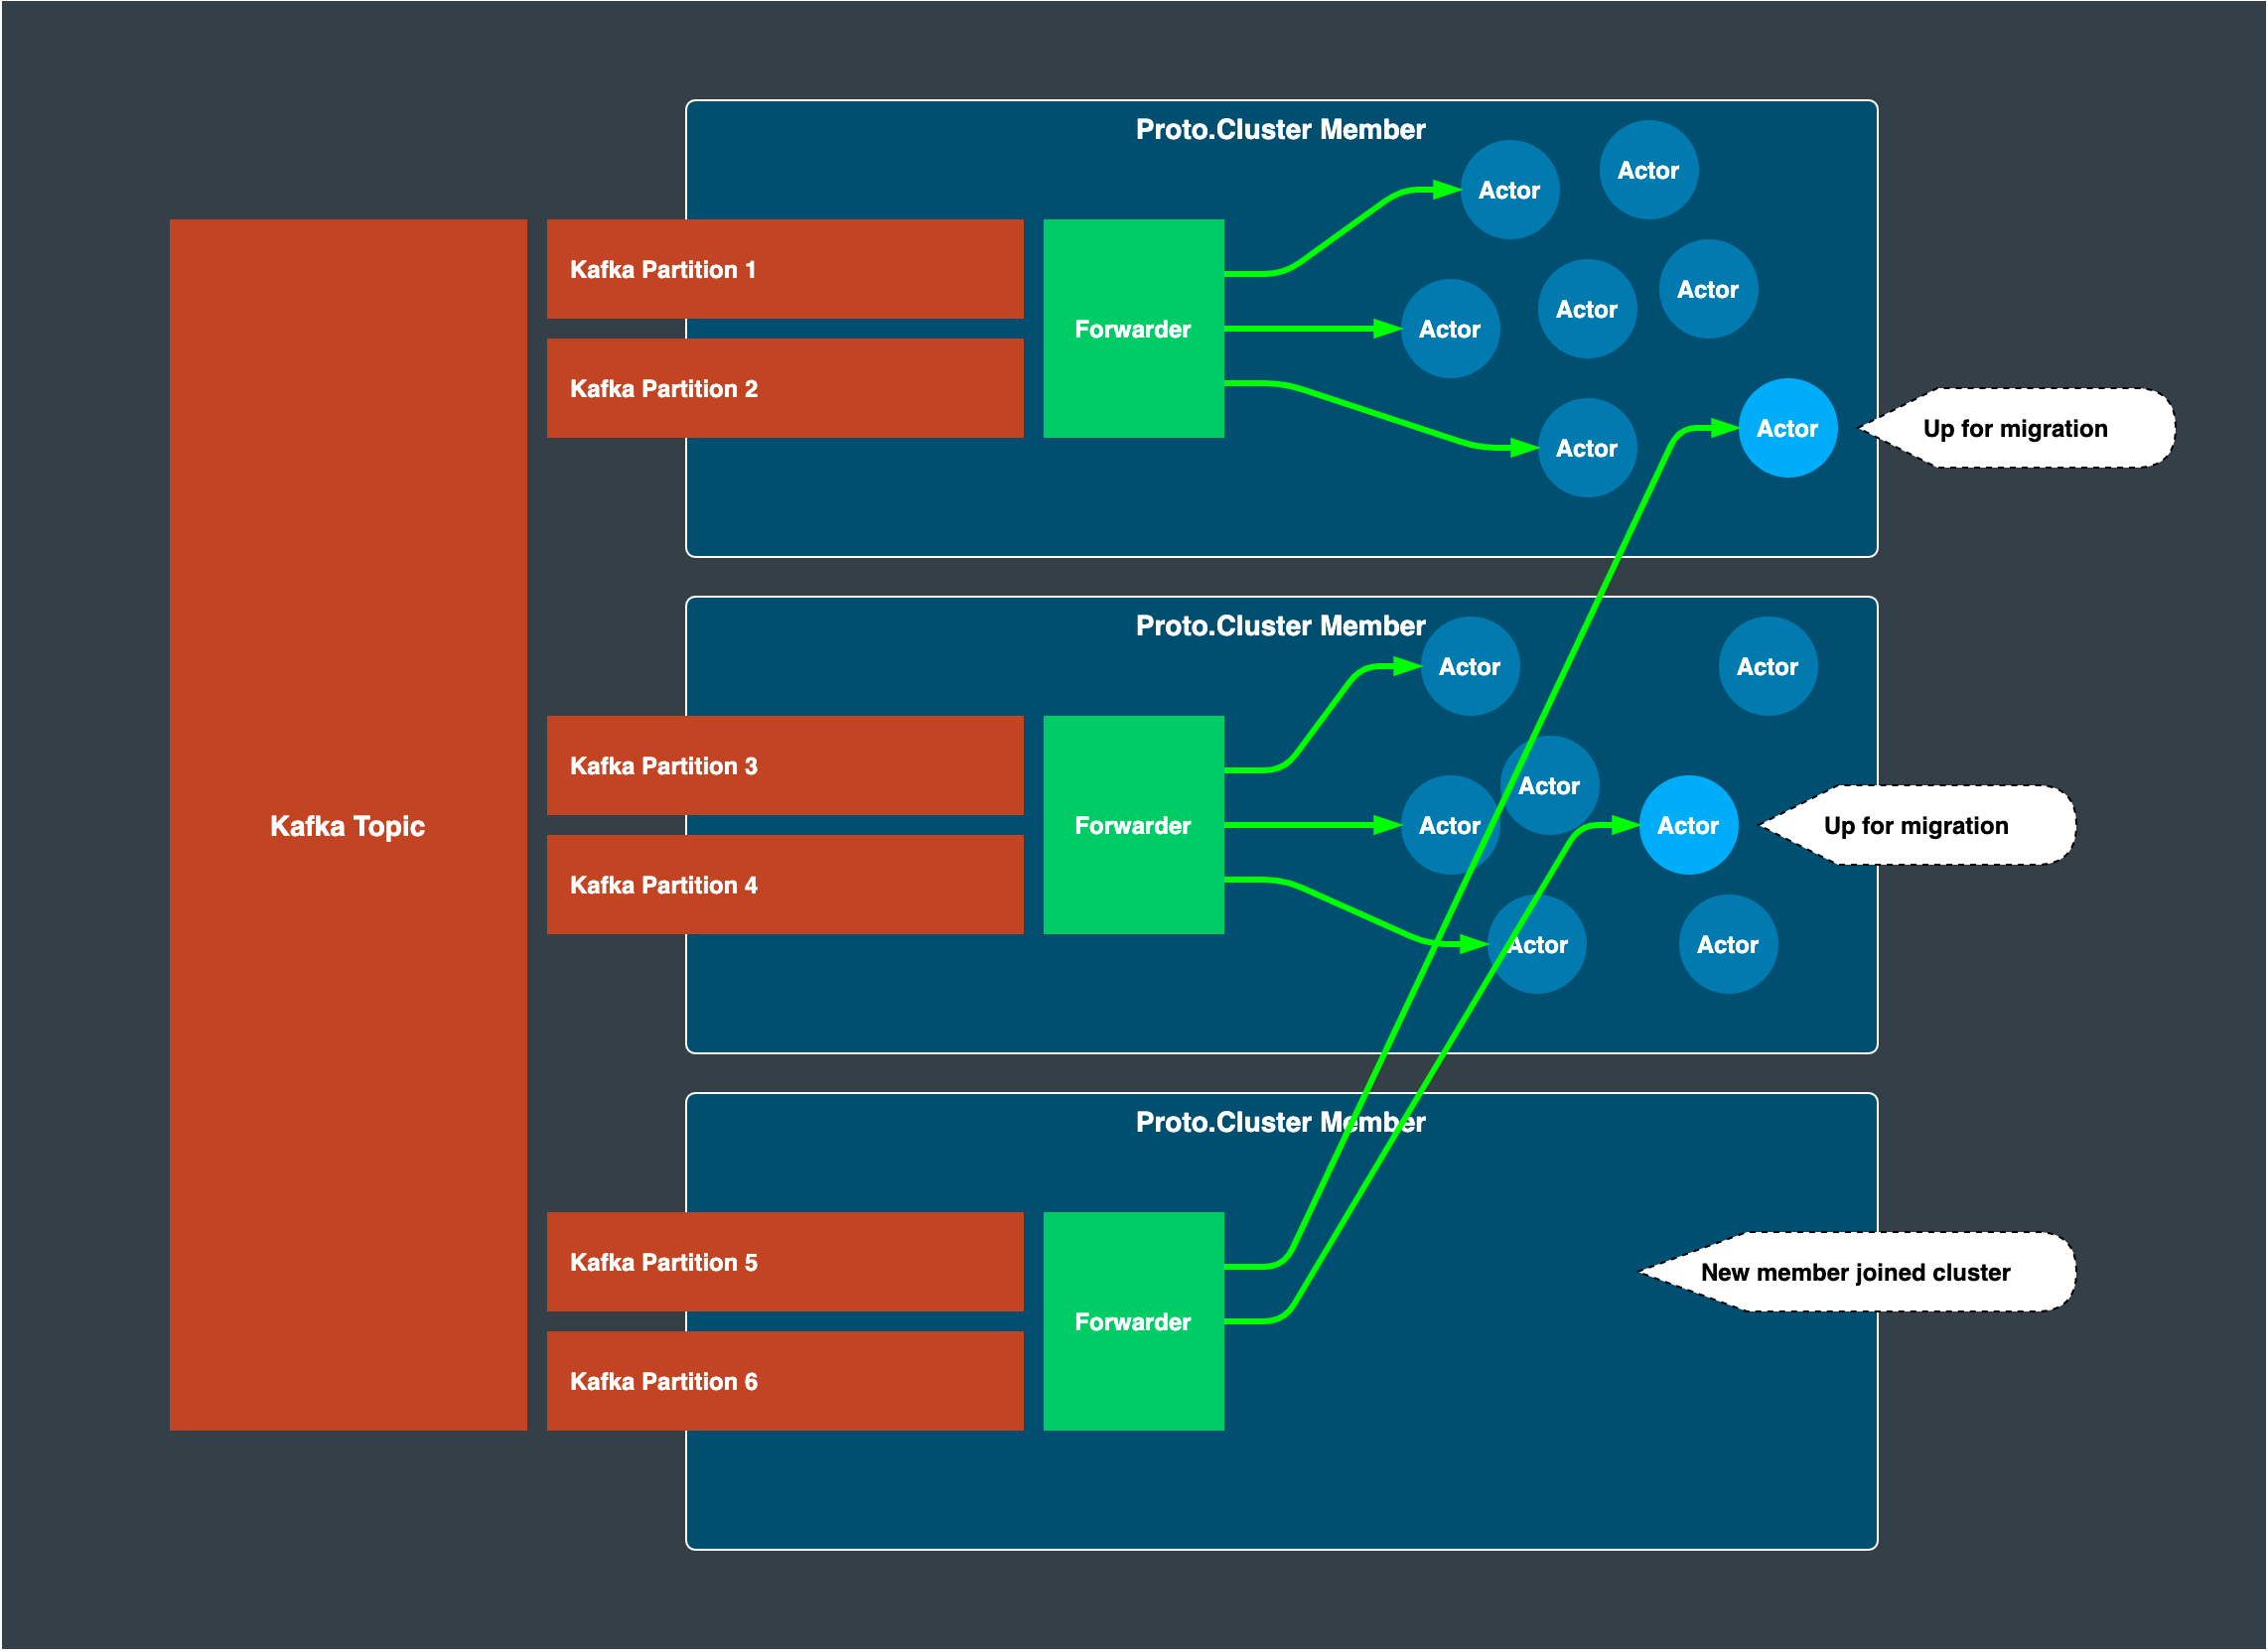 Kafka Topic
Proto.Cluster Member
Kafka Partition 1
Kafka Partition 2
Forwarder
Actor
Actor
Actor
Actor
Actor
Actor
Actor
Up for migration
Proto.Cluster Member
Kafka Partition 3
Kafka Partition 4
Forwarder
Actor
Actor
Actor
Actor
Actor
Actor
Actor
Up for migration
Proto.Cluster Member
Kafka Partition 5
Kafka Partition 6
Forwarder
New member joined cluster